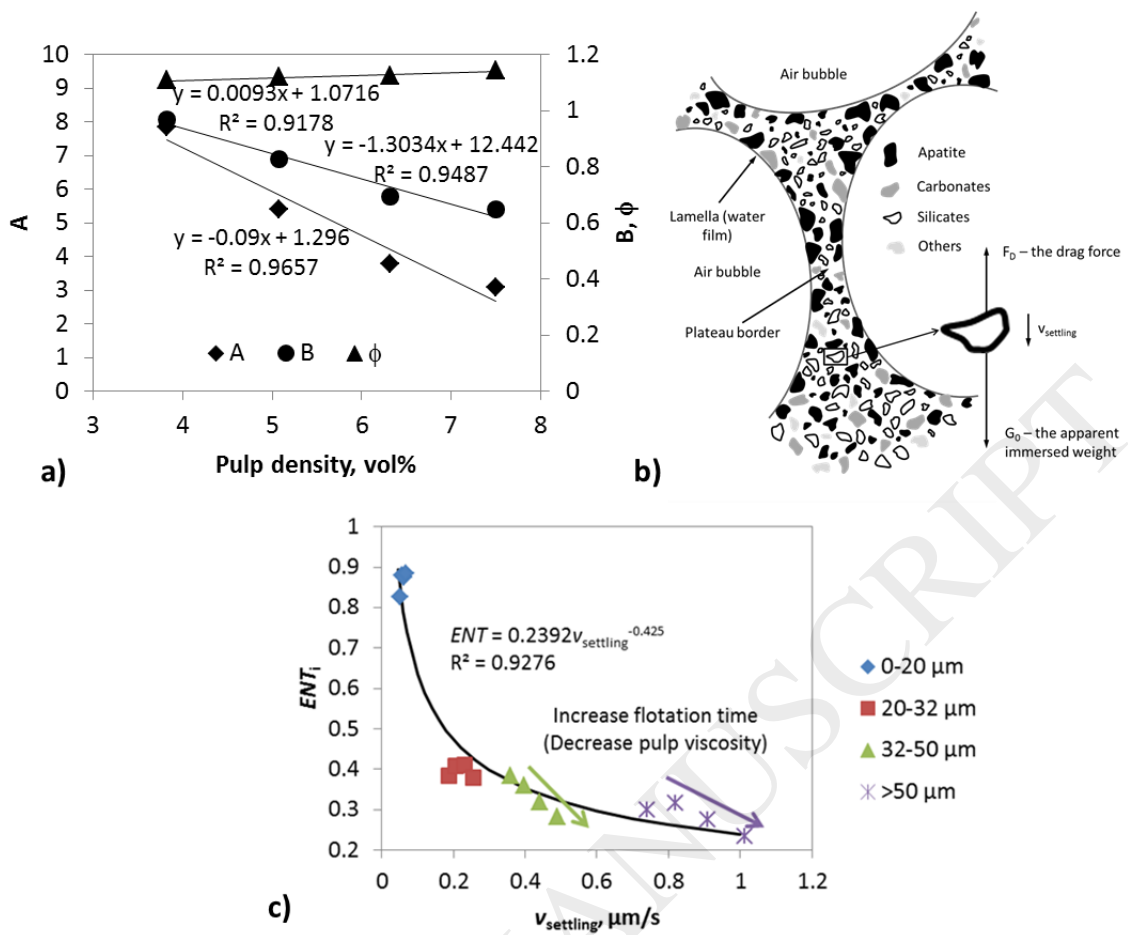 10
9
8
7
6
5
4
3
2
1
0
A
1.2
1
0.8
0.6
0.4
0.2
0
B, ϕ
y = 0.0093x + 1.0716
R² = 0.9178
y = -1.3034x + 12.442
R² = 0.9487
y = -0.09x + 1.296
R² = 0.9657
A B ϕ
3 4 5 6 7 8
Pulp density, vol%
a)
Air bubble
Apatite
Carbonates
Silicates
Others
Lamella (water
film)
Air bubble
Plateau border
F_D – the drag force
v_settling
G_0 – the apparent
immersed weight
b)
1
0.9
0.8
0.7
0.6
0.5
0.4
0.3
0.2
ENT_i
ENT = 0.2392v_settling^-0.425
R² = 0.9276
Increase flotation time
(Decrease pulp viscosity)
0-20 µm
20-32 µm
32-50 µm
>50 µm
0 0.2 0.4 0.6 0.8 1 1.2
v_settling, µm/s
c)
ANUSCRIPT